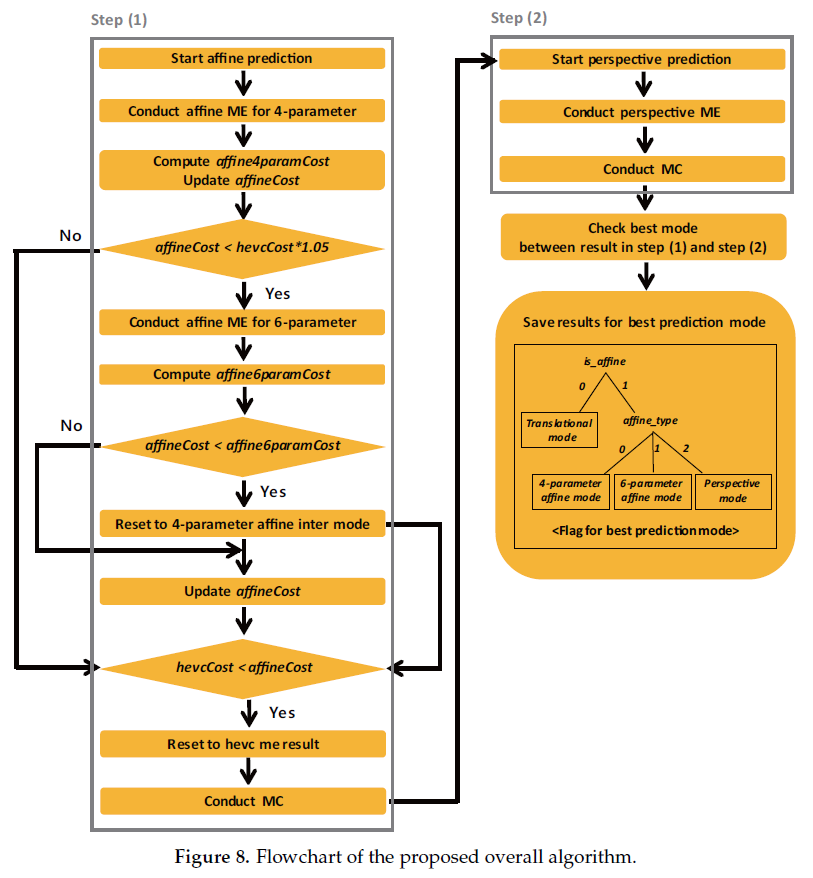 Step (1)
Start affine prediction
Conduct affine ME for 4-parameter
Compute affine4paramCost
Update affineCost
affineCost < hevcCost*1.05
No
Yes
Conduct affine ME for 6-parameter
Compute affine6paramCost
affineCost < affine6paramCost
No
Yes
Reset to 4-parameter affine inter mode
Update affineCost
hevcCost < affineCost
Yes
Reset to hevc me result
Conduct MC
Step (2)
Start perspective prediction
Conduct perspective ME
Conduct MC
Check best mode
between result in step (1) and step (2)
Save results for best prediction mode
is_affine
0
1
Translational
mode
affine_type
0
1
2
4-parameter
affine mode
6-parameter
affine mode
Perspective
mode
<Flag for best prediction mode>
Figure 8. Flowchart of the proposed overall algorithm.